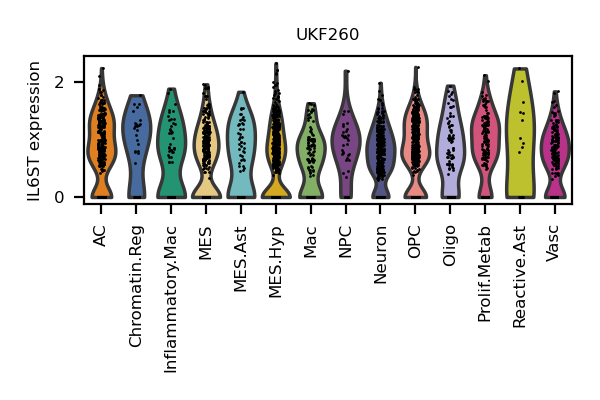 UKF260
IL6ST expression
2
0
AC
Chromatin.Reg
Inflammatory.Mac
MES
MES.Ast
MES.Hyp
Mac
NPC
Neuron
OPC
Oligo
Prolif.Metab
Reactive.Ast
Vasc